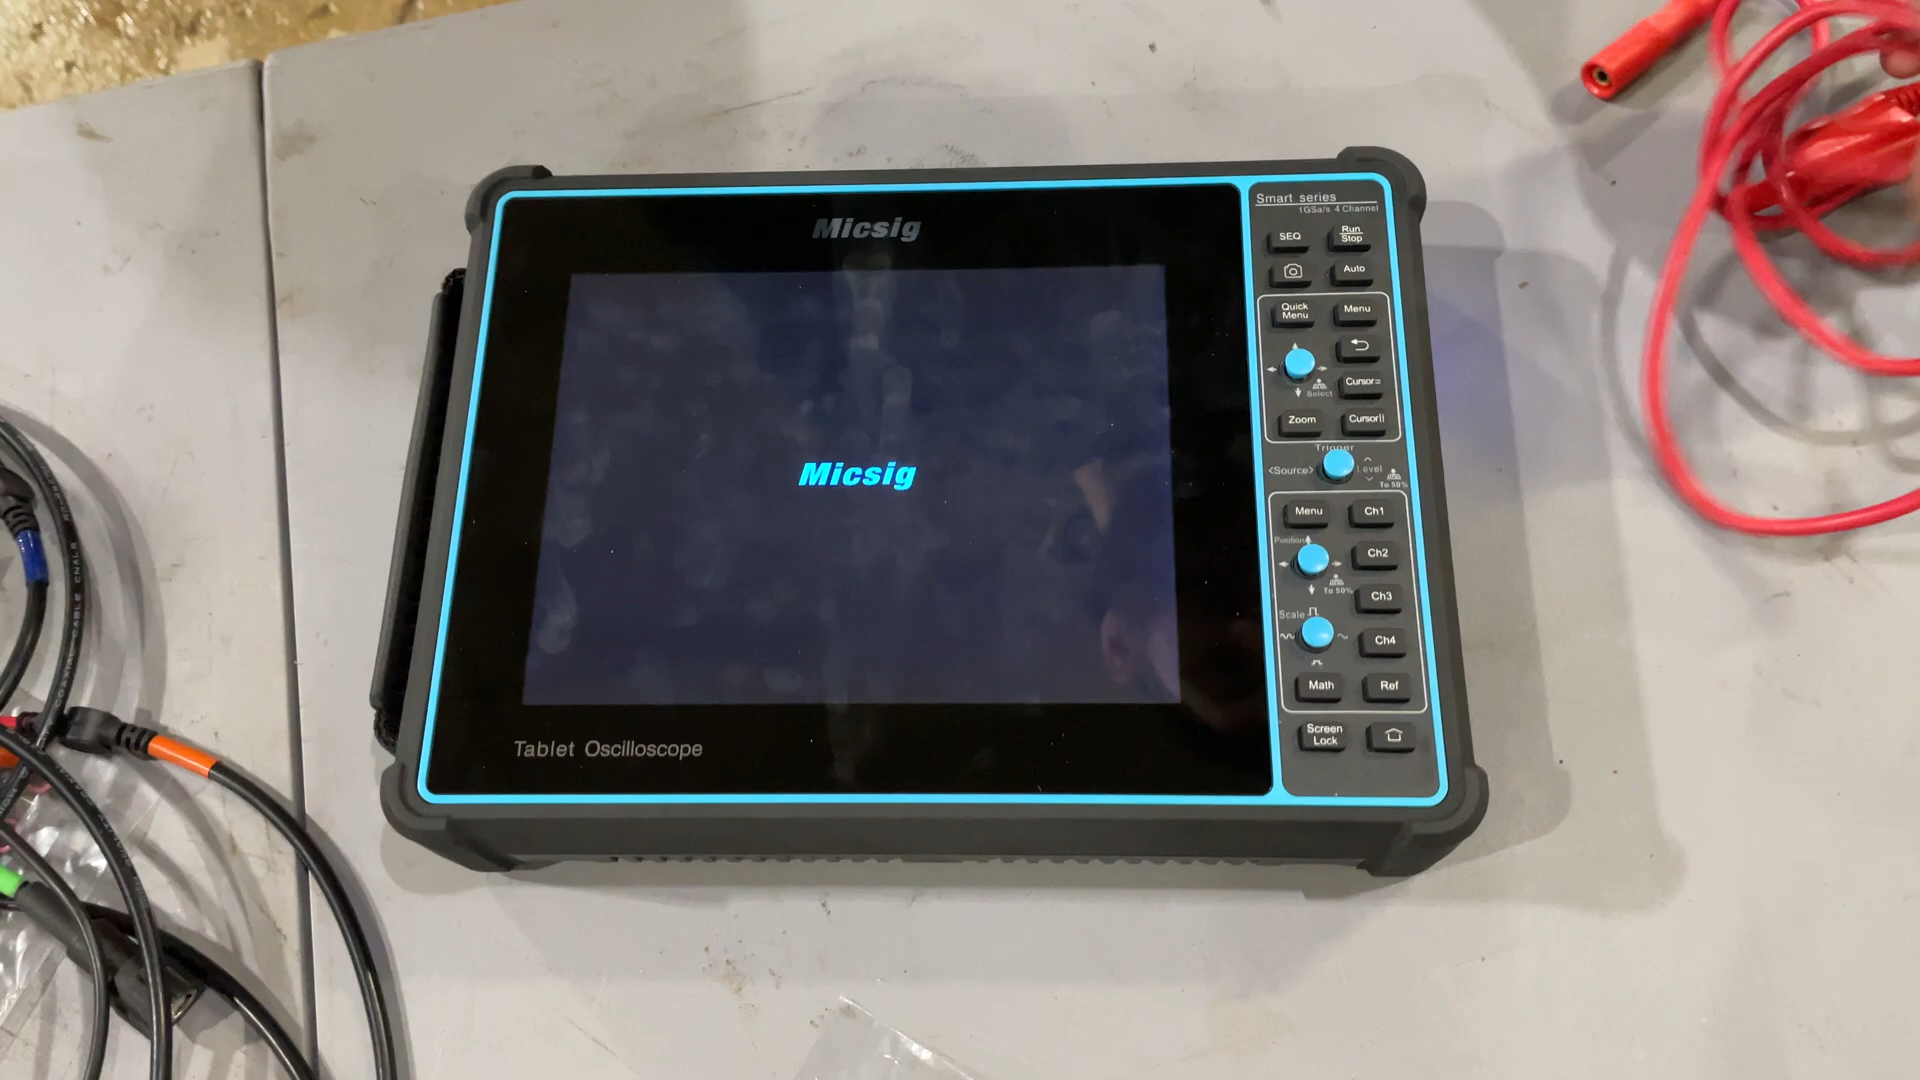 Micsig
Micsig
Tablet Oscilloscope
Smart series
1GSa/s 4 Channel
SEQ
Run
Stop
Auto
Quick
Menu
Menu
Cursor=
Select
Zoom
Cursor||
Trigger
<Source>
Level
To 50%
Menu
Ch1
Position
Ch2
To 50%
Ch3
Scale
Ch4
Math
Ref
Screen
Lock
COAXIAL CABLE